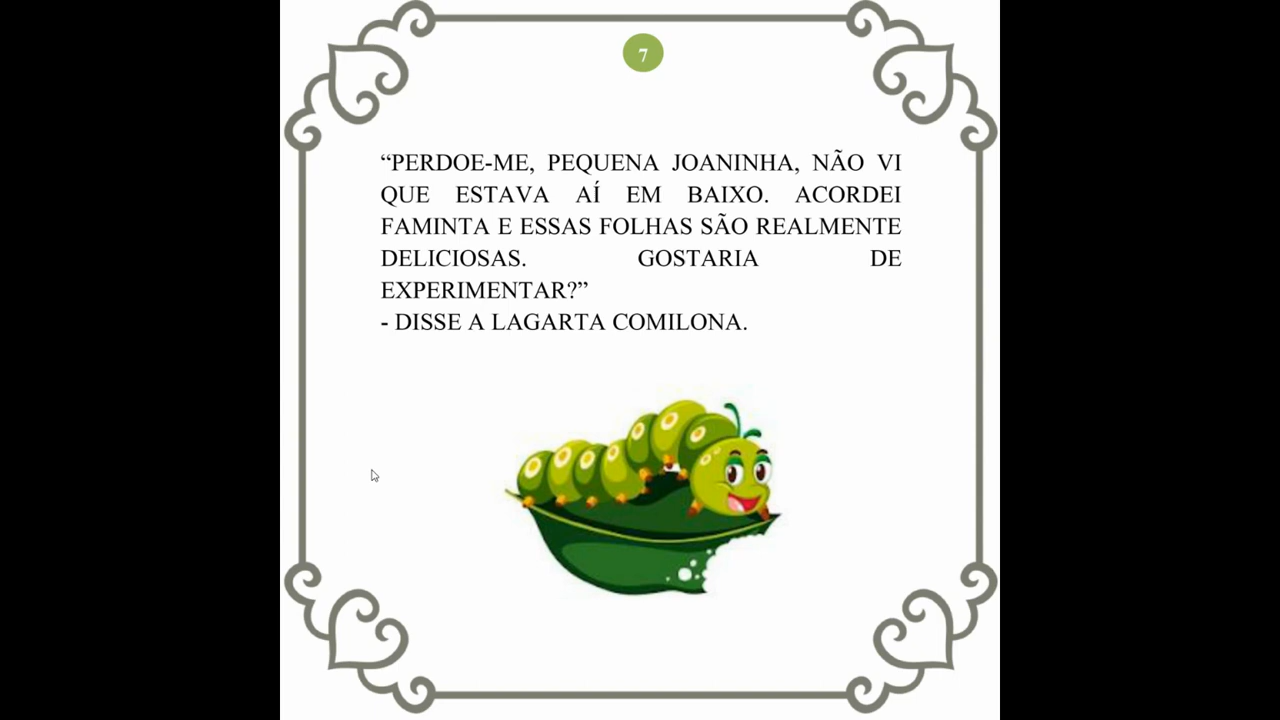 7
“PERDOE-ME, PEQUENA JOANINHA, NÃO VI
QUE ESTAVA AÍ EM BAIXO. ACORDEI
FAMINTA E ESSAS FOLHAS SÃO REALMENTE
DELICIOSAS. GOSTARIA DE
EXPERIMENTAR?”
- DISSE A LAGARTA COMILONA.